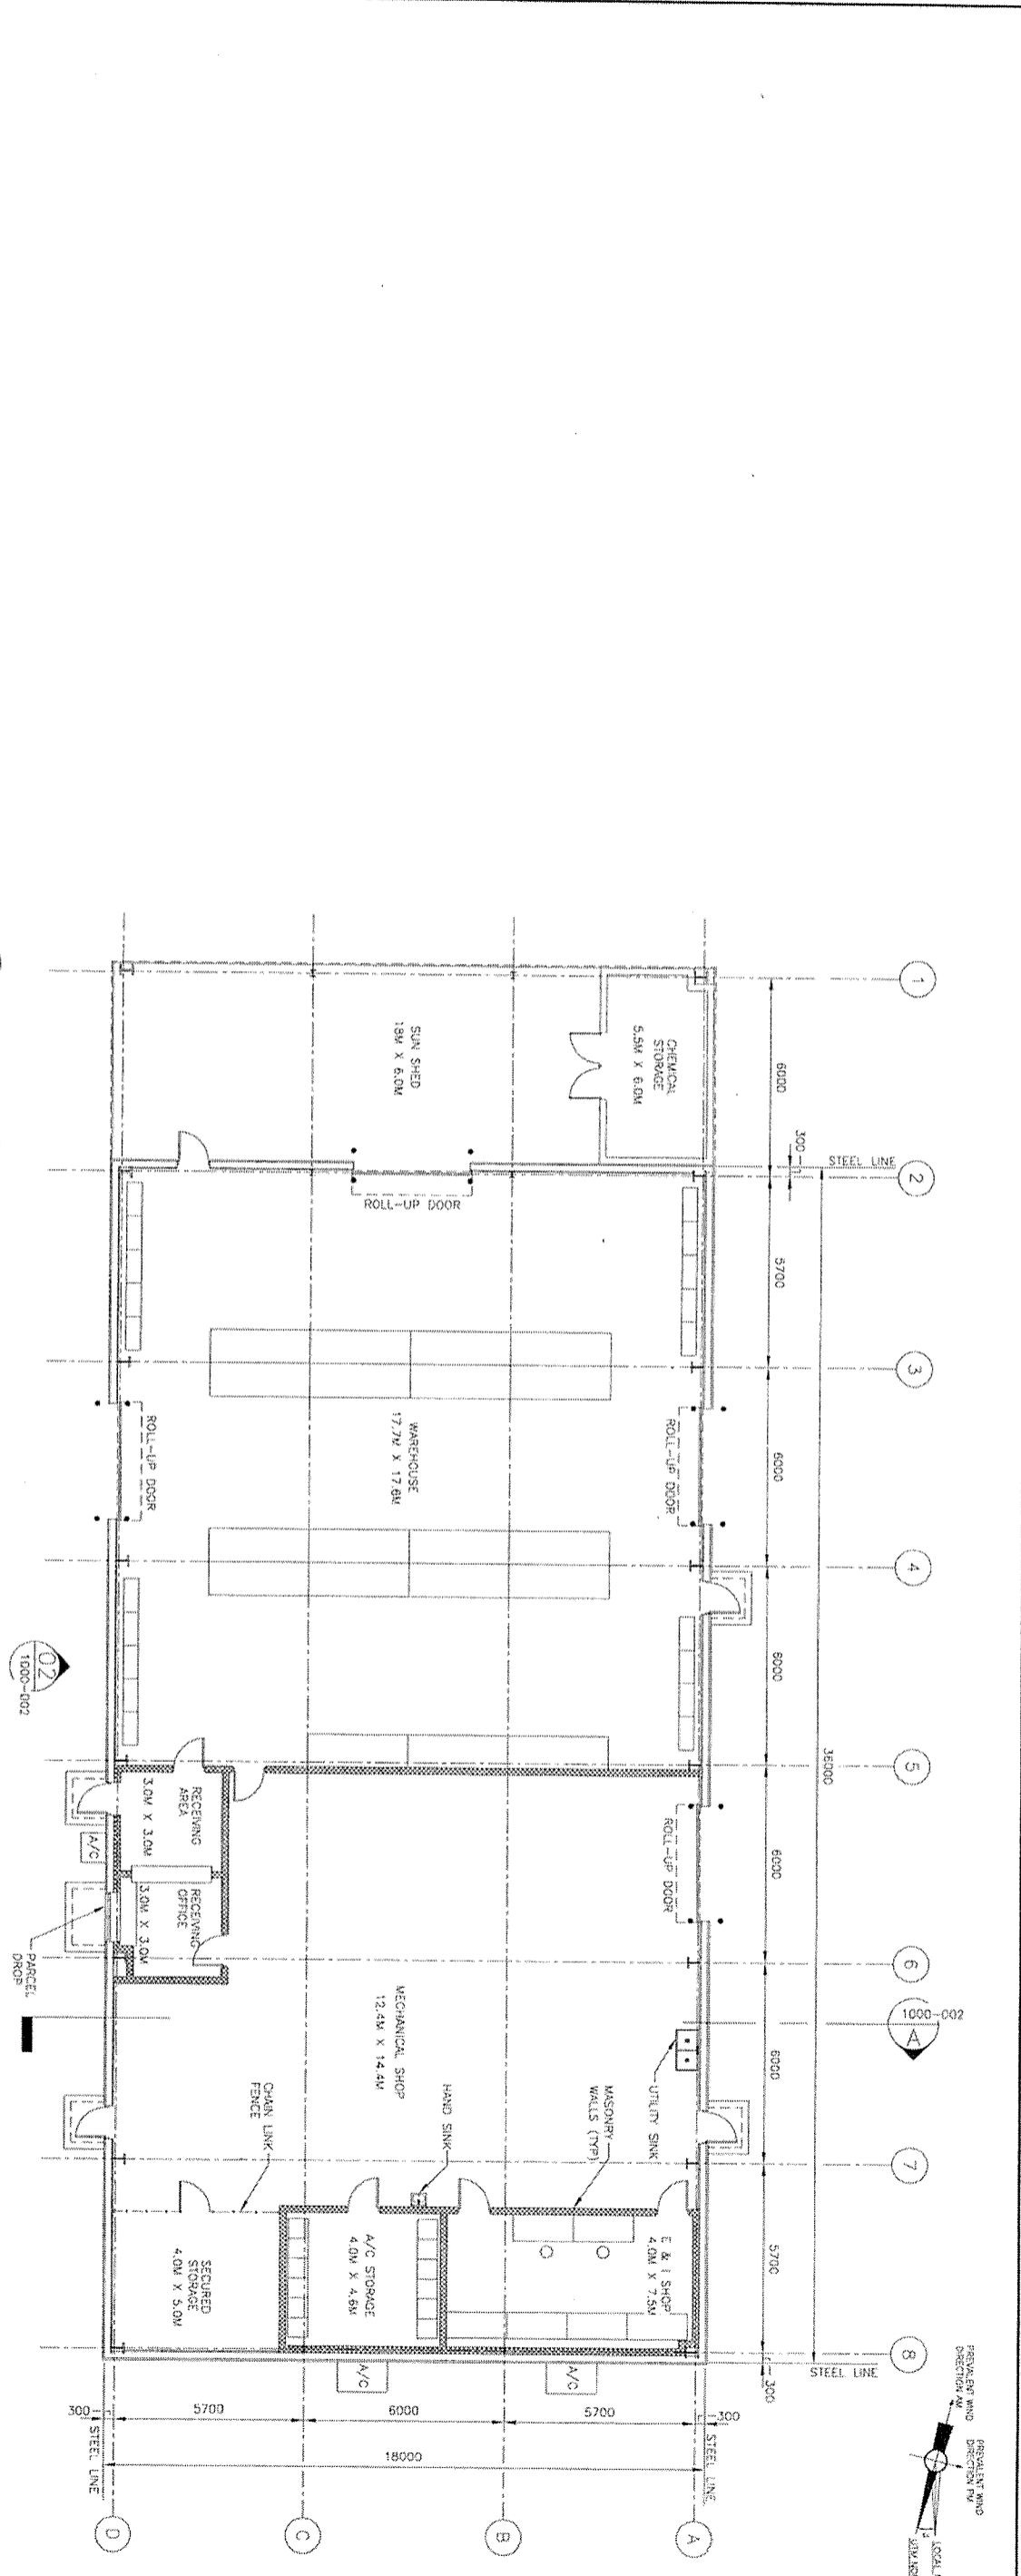 1
2
3
4
5
6
7
8
6000
300
STEEL LINE
5700
6000
6000
6000
6000
5700
300
STEEL LINE
36000
CHEMICAL
STORAGE
5.5M X 6.0M
SUN SHED
18M X 6.0M
ROLL-UP DOOR
ROLL-UP DOOR
WAREHOUSE
17.7M X 17.6M
ROLL-UP DOOR
02
1000-002
RECEIVING
AREA
3.0M X 3.0M
A/C
RECEIVING
OFFICE
3.0M X 3.0M
PARCEL
DROP
ROLL-UP DOOR
1000-002
A
MECHANICAL SHOP
12.4M X 14.4M
UTILITY SINK
MASONRY
WALLS (TYP)
HAND SINK
CHAIN LINK
FENCE
E & I SHOP
4.0M X 7.5M
A/C STORAGE
4.0M X 4.6M
SECURED
STORAGE
4.0M X 5.0M
A/C
A/C
300
5700
6000
5700
300
18000
STEEL LINE
STEEL LINE
D
C
B
A
PREVALENT WIND
DIRECTION AM
PREVALENT WIND
DIRECTION PM
LOCAL